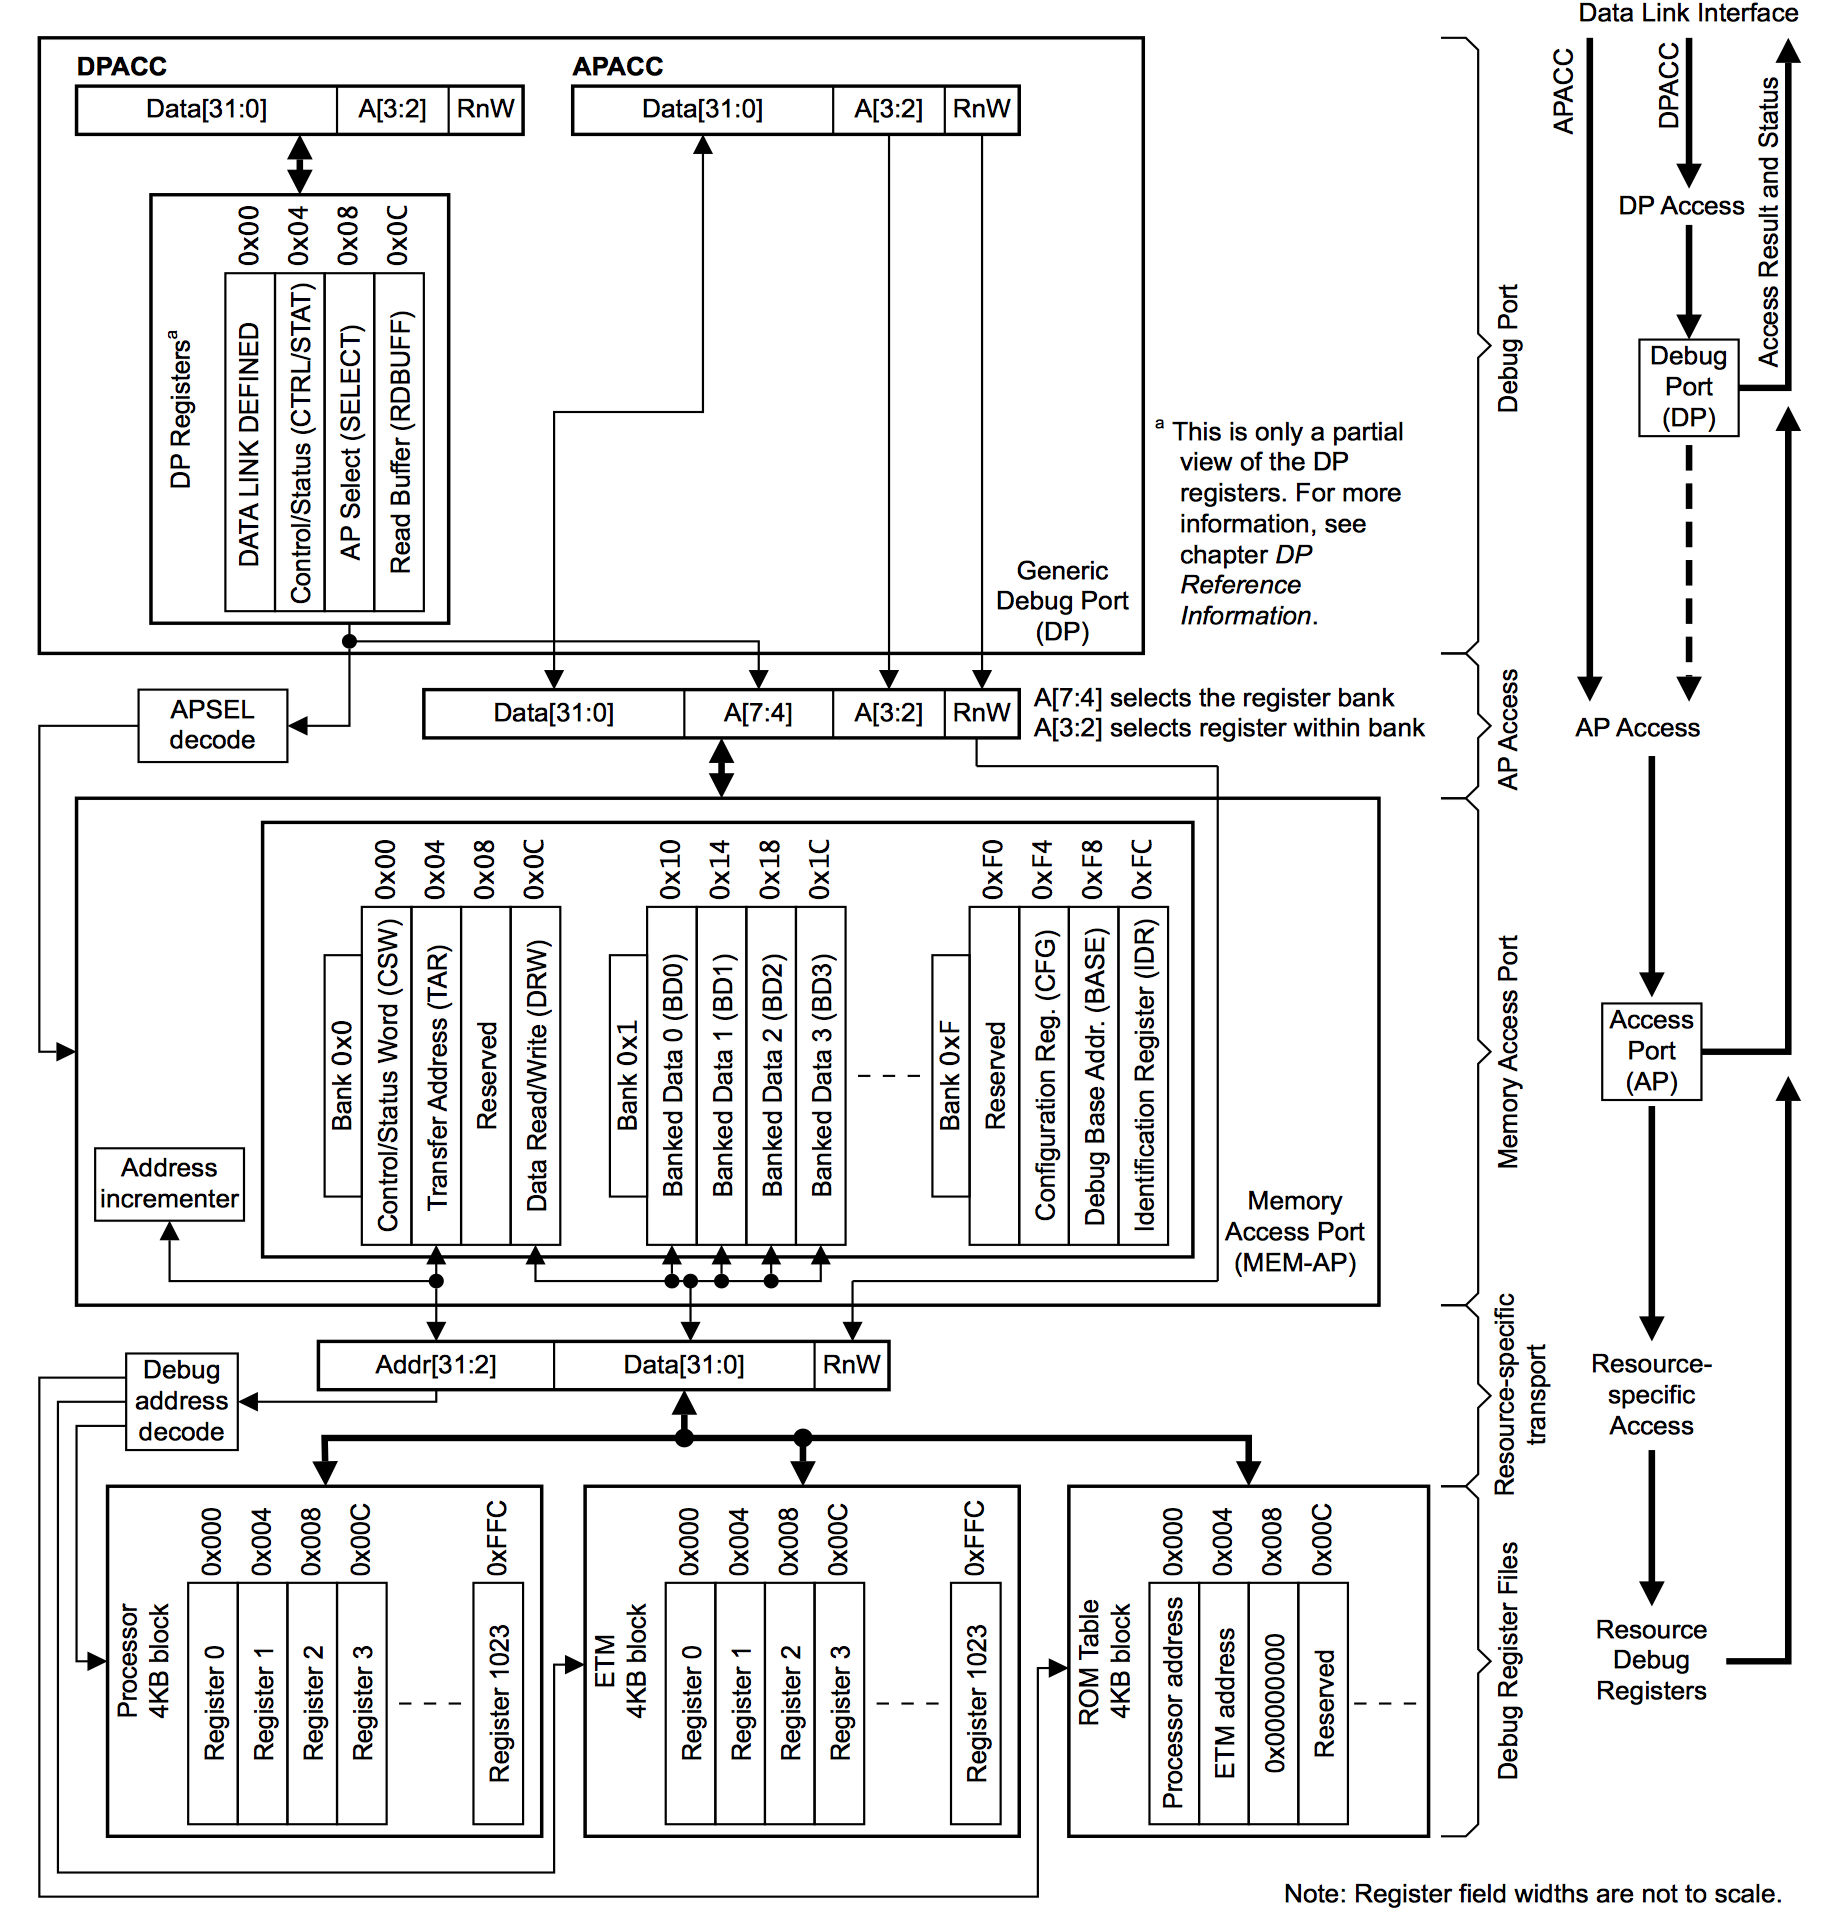 Data Link Interface
DPACC
APACC
Data[31:0]
A[3:2]
RnW
Data[31:0]
A[3:2]
RnW
APACC
DPACC
Access Result and Status
DP Access
0x00
0x04
0x08
0x0C
DP Registersa
DATA LINK DEFINED
Control/Status (CTRL/STAT)
AP Select (SELECT)
Read Buffer (RDBUFF)
Debug Port
Debug
Port
(DP)
a This is only a partial
view of the DP
registers. For more
information, see
chapter DP
Reference
Information.
Generic
Debug Port
(DP)
APSEL
decode
Data[31:0]
A[7:4]
A[3:2]
RnW
A[7:4] selects the register bank
A[3:2] selects register within bank
AP Access
AP Access
0x00
0x04
0x08
0x0C
0x10
0x14
0x18
0x1C
0xF0
0xF4
0xF8
0xFC
Bank 0x0
Control/Status Word (CSW)
Transfer Address (TAR)
Reserved
Data Read/Write (DRW)
Bank 0x1
Banked Data 0 (BD0)
Banked Data 1 (BD1)
Banked Data 2 (BD2)
Banked Data 3 (BD3)
Bank 0xF
Reserved
Configuration Reg. (CFG)
Debug Base Addr. (BASE)
Identification Register (IDR)
Memory Access Port
Access
Port
(AP)
Address
incrementer
Memory
Access Port
(MEM-AP)
Addr[31:2]
Data[31:0]
RnW
Debug
address
decode
Resource-specific
transport
Resource-
specific
Access
Processor
4KB block
0x000
0x004
0x008
0x00C
0xFFC
Register 0
Register 1
Register 2
Register 3
Register 1023
ETM
4KB block
0x000
0x004
0x008
0x00C
0xFFC
Register 0
Register 1
Register 2
Register 3
Register 1023
ROM Table
4KB block
0x000
0x004
0x008
0x00C
Processor address
ETM address
0x00000000
Reserved
Debug Register Files
Resource
Debug
Registers
Note: Register field widths are not to scale.